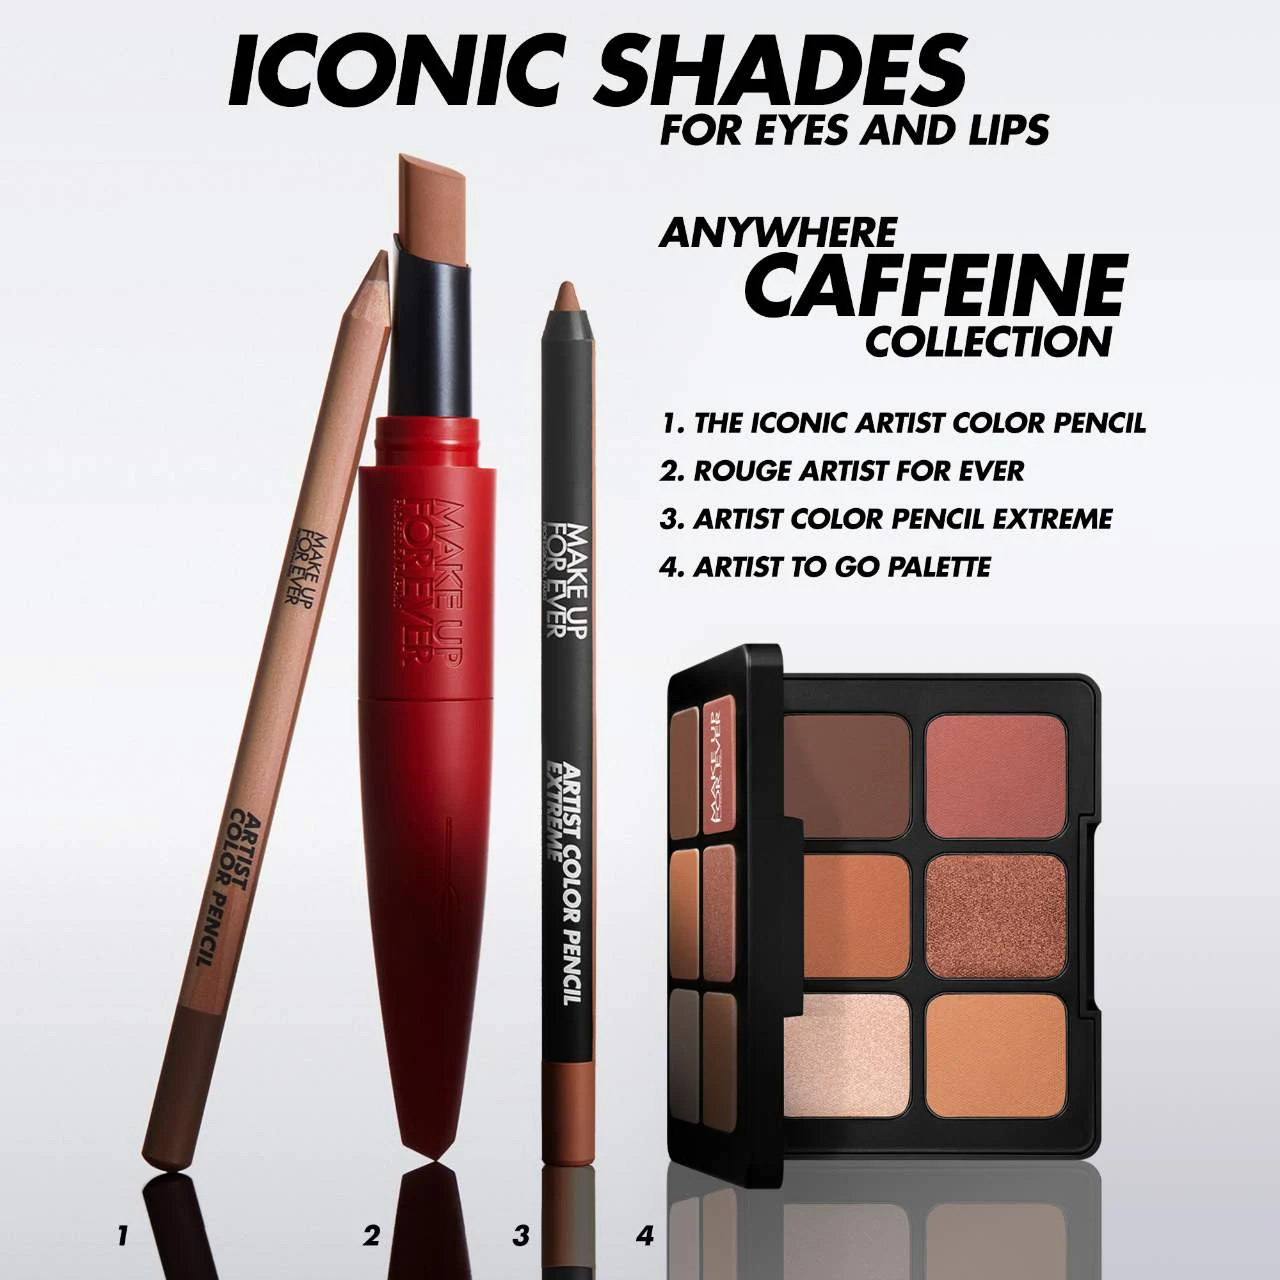 ICONIC SHADES
FOR EYES AND LIPS
ANYWHERE
CAFFEINE
COLLECTION
1. THE ICONIC ARTIST COLOR PENCIL
2. ROUGE ARTIST FOR EVER
3. ARTIST COLOR PENCIL EXTREME
4. ARTIST TO GO PALETTE
MAKE UP
FOR EVER
ARTIST
COLOR PENCIL
MAKE UP
FOR EVER
MAKE UP
FOR EVER
ARTIST COLOR PENCIL
EXTREME
MAKE UP
FOR EVER
1
2
3
4